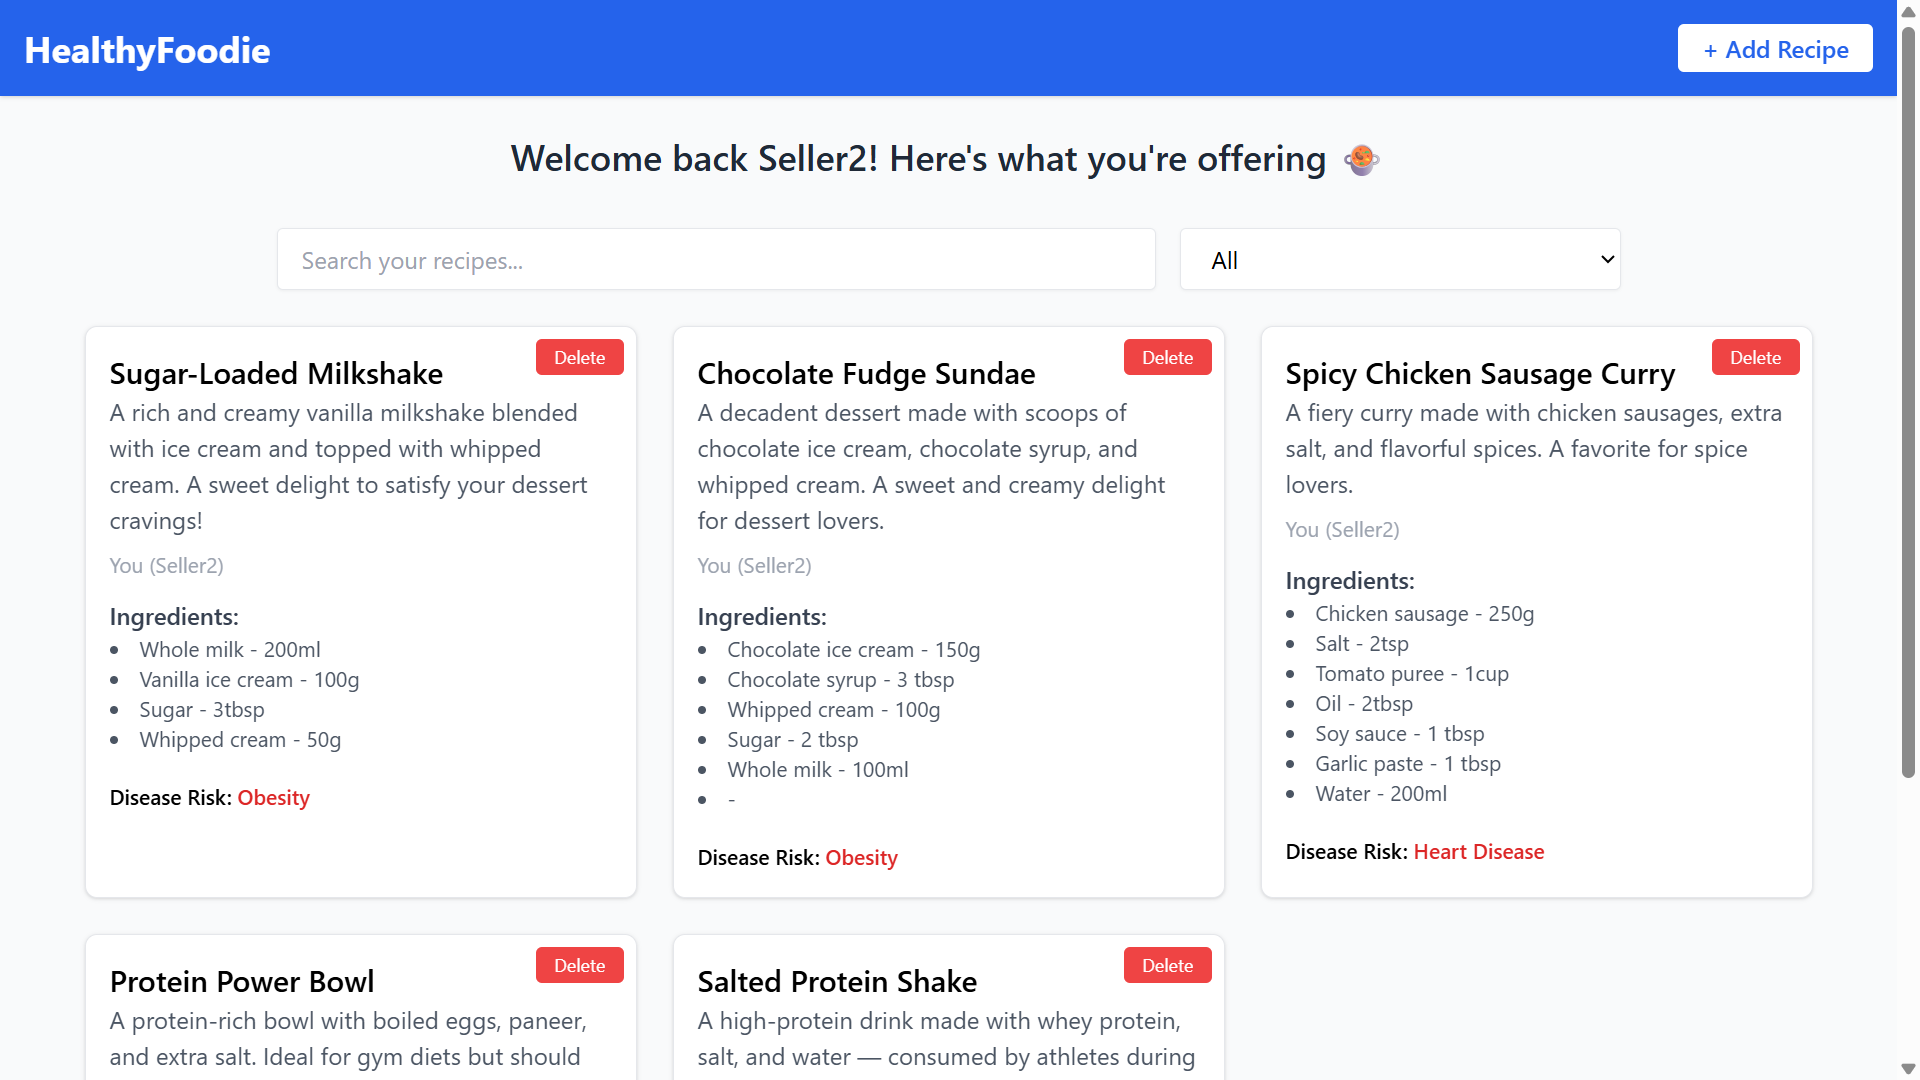 HealthyFoodie
+ Add Recipe
Welcome back Seller2! Here's what you're offering
Search your recipes...
All
Delete
Sugar-Loaded Milkshake
A rich and creamy vanilla milkshake blended
with ice cream and topped with whipped
cream. A sweet delight to satisfy your dessert
cravings!
You (Seller2)
Ingredients:
• Whole milk - 200ml
• Vanilla ice cream - 100g
• Sugar - 3tbsp
• Whipped cream - 50g
Disease Risk: Obesity
Delete
Chocolate Fudge Sundae
A decadent dessert made with scoops of
chocolate ice cream, chocolate syrup, and
whipped cream. A sweet and creamy delight
for dessert lovers.
You (Seller2)
Ingredients:
• Chocolate ice cream - 150g
• Chocolate syrup - 3 tbsp
• Whipped cream - 100g
• Sugar - 2 tbsp
• Whole milk - 100ml
• -
Disease Risk: Obesity
Delete
Spicy Chicken Sausage Curry
A fiery curry made with chicken sausages, extra
salt, and flavorful spices. A favorite for spice
lovers.
You (Seller2)
Ingredients:
• Chicken sausage - 250g
• Salt - 2tsp
• Tomato puree - 1cup
• Oil - 2tbsp
• Soy sauce - 1 tbsp
• Garlic paste - 1 tbsp
• Water - 200ml
Disease Risk: Heart Disease
Delete
Protein Power Bowl
A protein-rich bowl with boiled eggs, paneer,
and extra salt. Ideal for gym diets but should
Delete
Salted Protein Shake
A high-protein drink made with whey protein,
salt, and water — consumed by athletes during